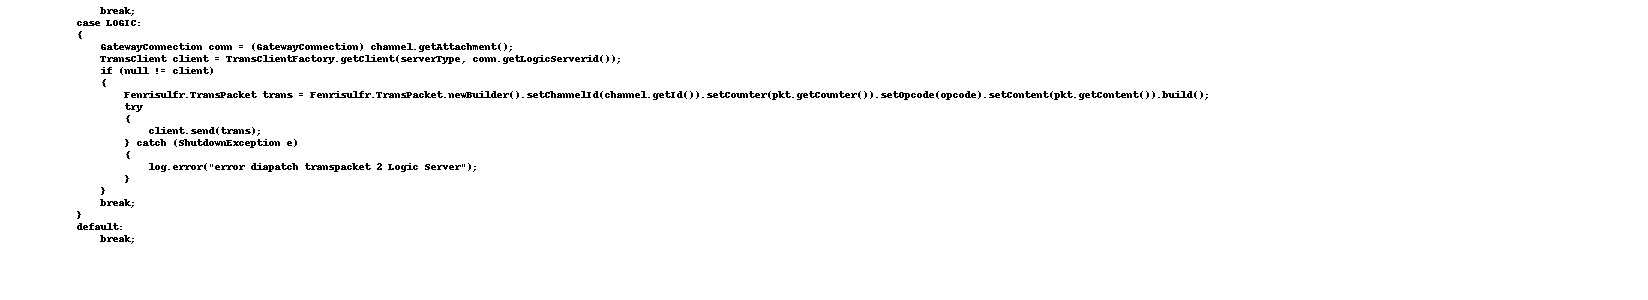 break;
case LOGIC:
{
GatewayConnection conn = (GatewayConnection) channel.getAttachment();
TransClient client = TransClientFactory.getClient(serverType, conn.getLogicServerid());
if (null != client)
{
Fenrisulfr.TransPacket trans = Fenrisulfr.TransPacket.newBuilder().setChannelId(channel.getId()).setCounter(pkt.getCounter()).setOpcode(opcode).setContent(pkt.getContent()).build();
try
{
client.send(trans);
} catch (ShutdownException e)
{
log.error("error diapatch transpacket 2 Logic Server");
}
}
break;
}
default:
break;